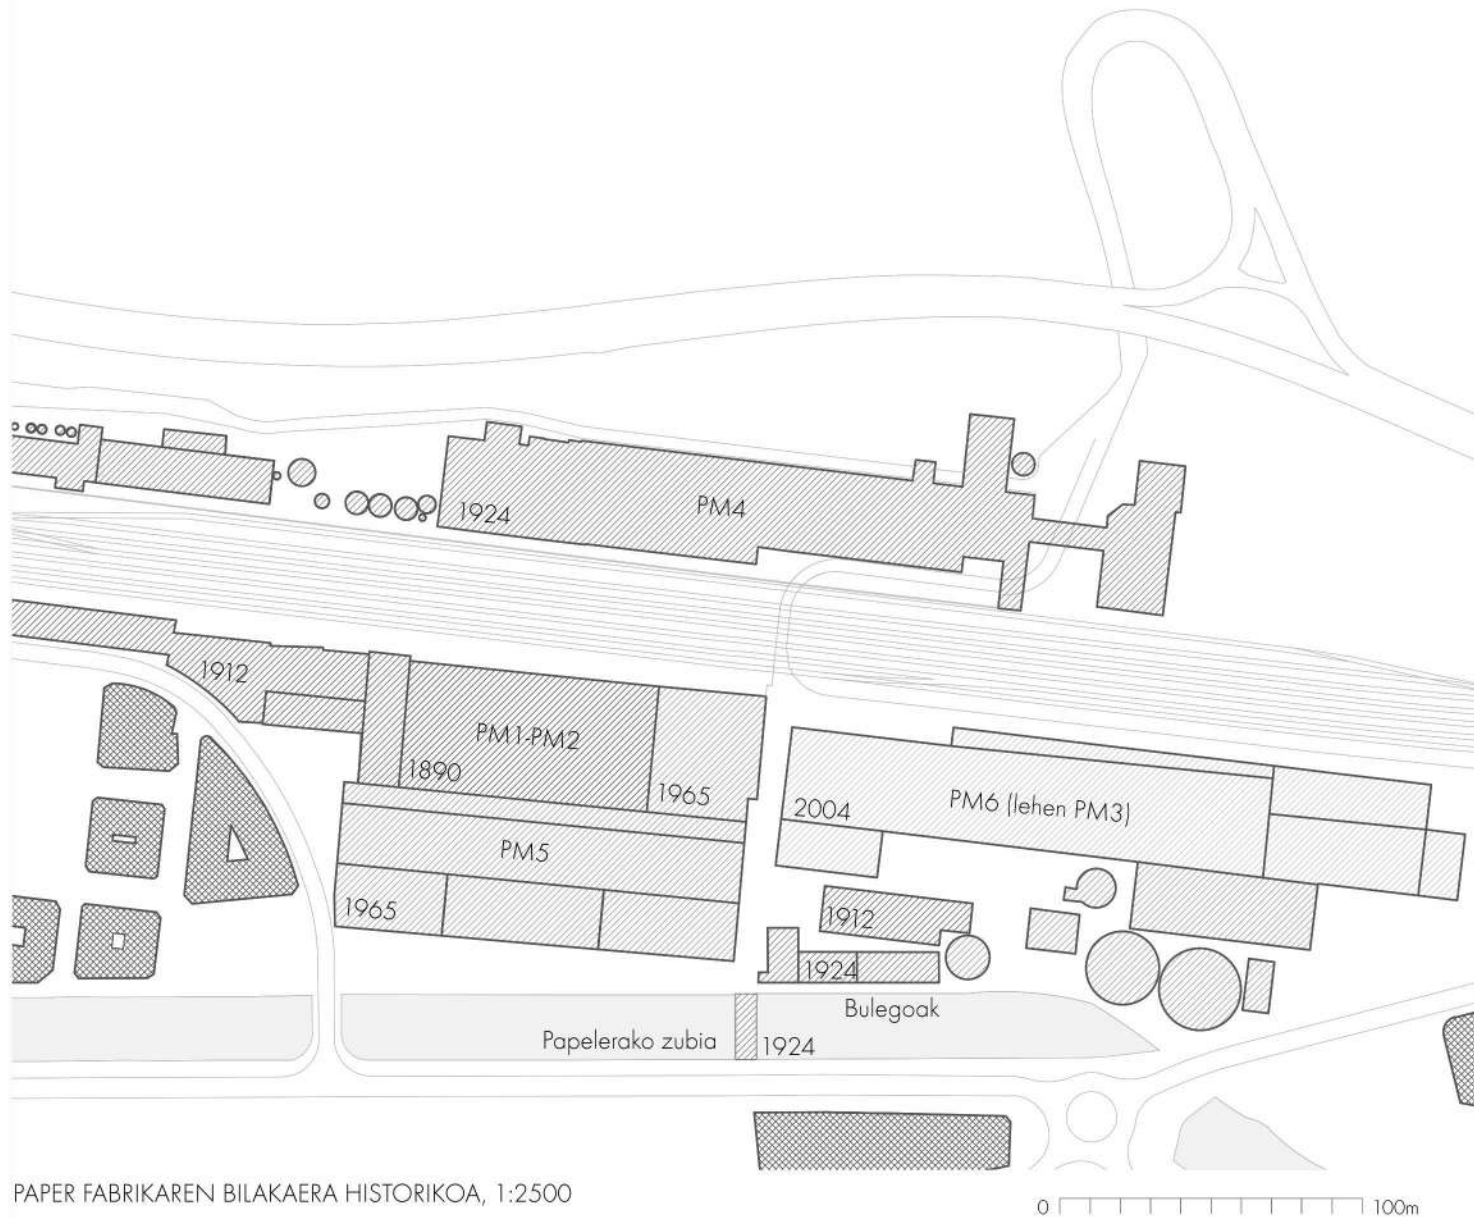 PM4
1924
1912
PM1-PM2
1890
1965
2004
PM6 (lehen PM3)
PM5
1965
1912
1924
Bulegoak
Papelerako zubia
1924
PAPER FABRIKAREN BILAKAERA HISTORIKOA, 1:2500
0
100m